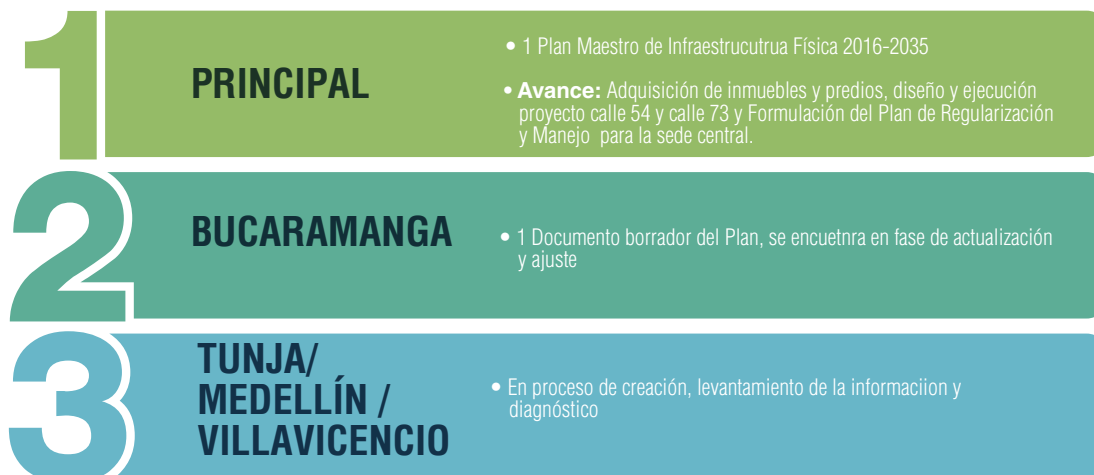 1
PRINCIPAL
• 1 Plan Maestro de Infraestrucutrua Física 2016-2035
• Avance: Adquisición de inmuebles y predios, diseño y ejecución
proyecto calle 54 y calle 73 y Formulación del Plan de Regularización
y Manejo para la sede central.
2
BUCARAMANGA
• 1 Documento borrador del Plan, se encuetnra en fase de actualización
y ajuste
3
TUNJA/
MEDELLÍN /
VILLAVICENCIO
• En proceso de creación, levantamiento de la informaciion y
diagnóstico